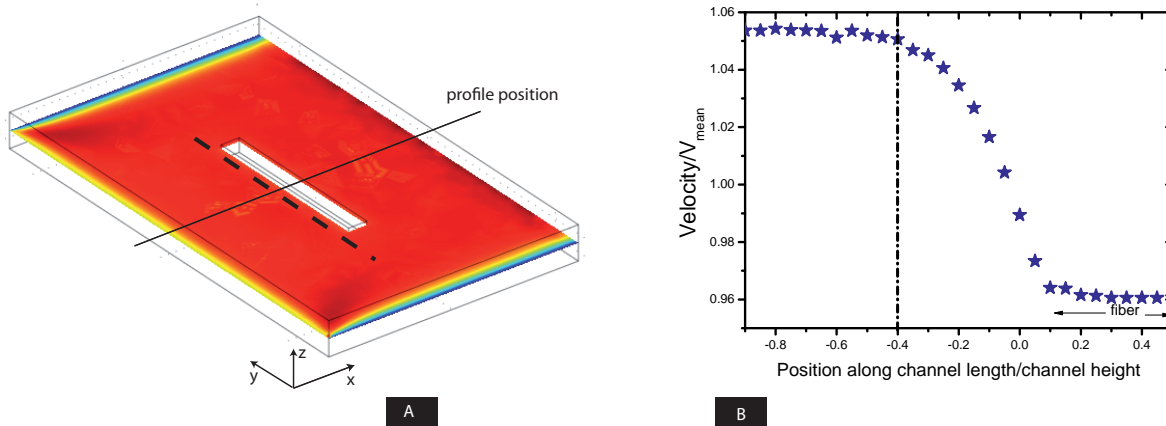 profile position
z
y
x
A
1.06
1.04
1.02
1.00
0.98
0.96
Velocity/Vmean
fiber
-0.8
-0.6
-0.4
-0.2
0.0
0.2
0.4
Position along channel length/channel height
B